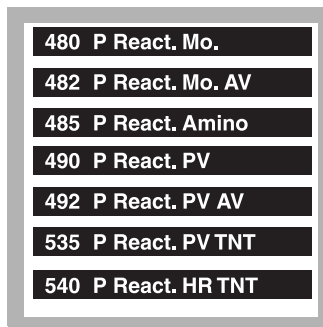 480 P React. Mo.
482 P React. Mo. AV
485 P React. Amino
490 P React. PV
492 P React. PV AV
535 P React. PV TNT
540 P React. HR TNT